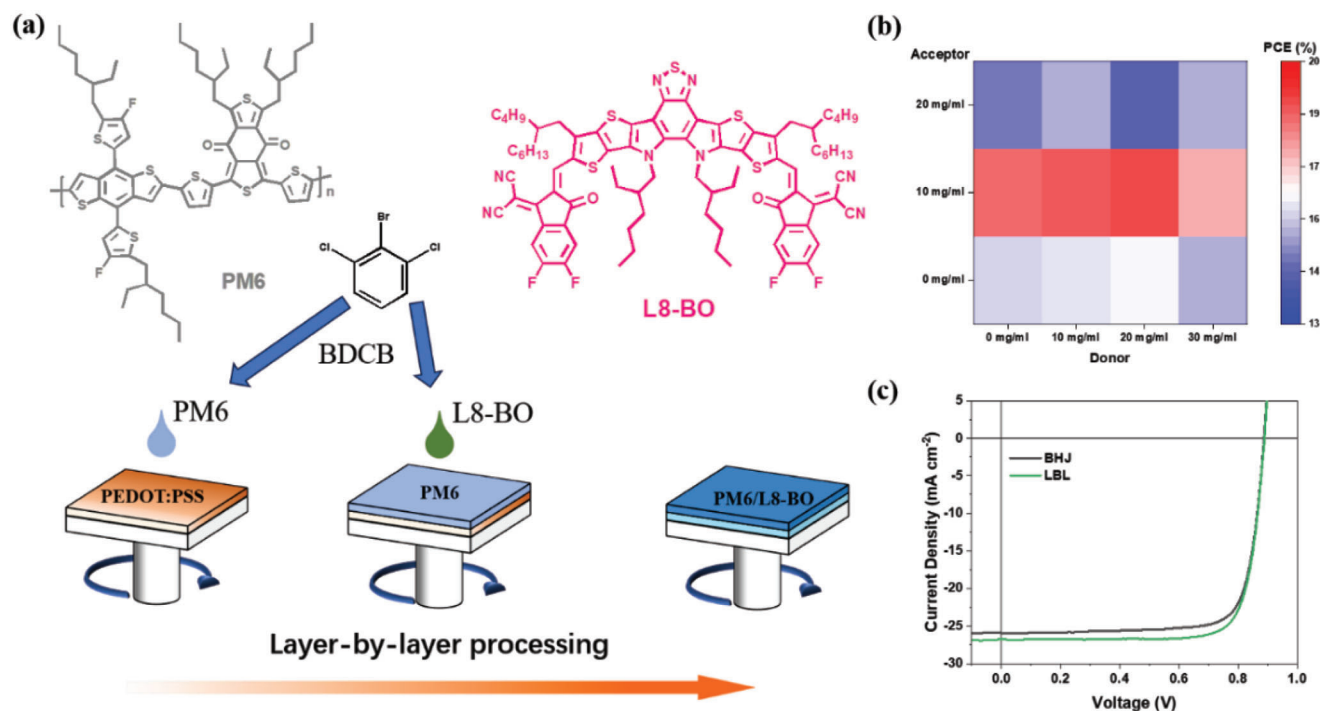 (a)
F
S
S
O
O
S
S
S
S
S
n
S
F
PM6
Br
Cl
Cl
BDCB
S
N
N
C4H9
S
S
C4H9
C6H13
S
N
N
S
C6H13
CN
NC
O
O
CN
CN
F
F
F
F
L8-BO
PM6
L8-BO
PEDOT:PSS
PM6
PM6/L8-BO
Layer-by-layer processing
(b)
Acceptor
PCE (%)
20 mg/ml
10 mg/ml
0 mg/ml
0 mg/ml 10 mg/ml 20 mg/ml 30 mg/ml
Donor
20
19
18
17
16
15
14
13
(c)
Current Density (mA cm-2)
5
0
-5
-10
-15
-20
-25
-30
BHJ
LBL
0.0 0.2 0.4 0.6 0.8 1.0
Voltage (V)